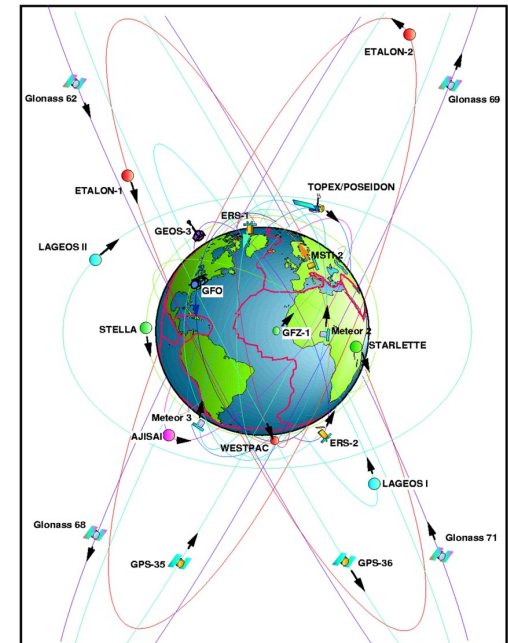 ETALON-2
Glonass 62
Glonass 69
ETALON-1
TOPEX/POSEIDON
ERS-1
GEOS-3
LAGEOS II
MSTI-2
GFO
STELLA
GFZ-1
Meteor 2
STARLETTE
Meteor 3
AJISAI
WESTPAC
ERS-2
LAGEOS I
Glonass 68
Glonass 71
GPS-35
GPS-36